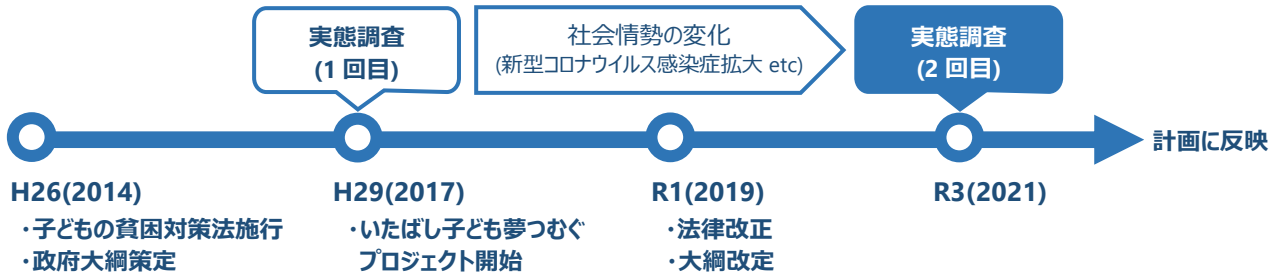 実態調査
(1 回目)
社会情勢の変化
(新型コロナウイルス感染症拡大 etc)
実態調査
(2 回目)
計画に反映
H26(2014)
・子どもの貧困対策法施行
・政府大綱策定
H29(2017)
・いたばし子ども夢つむぐ
プロジェクト開始
R1(2019)
・法律改正
・大綱改定
R3(2021)